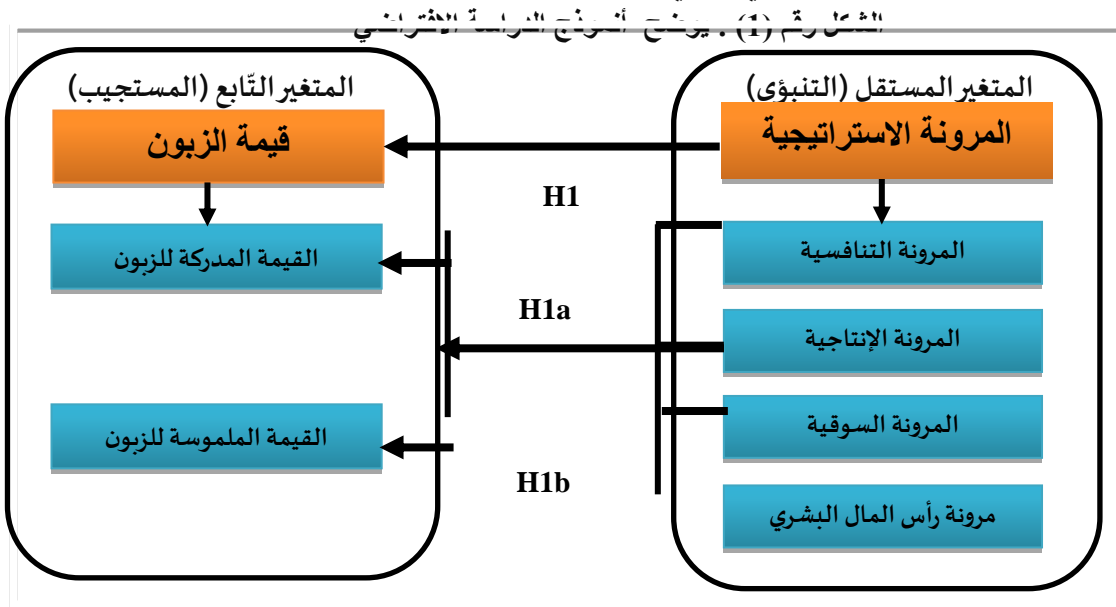 الشكل رقم (1) . يوضح أنموذج الدراسة الافتراضي
المتغير المستقل (التنبؤي)
المرونة الاستراتيجية
المرونة التنافسية
المرونة الإنتاجية
المرونة السوقية
مرونة رأس المال البشري
H1
H1a
H1b
المتغير التّابع (المستجيب)
قيمة الزبون
القيمة المدركة للزبون
القيمة الملموسة للزبون